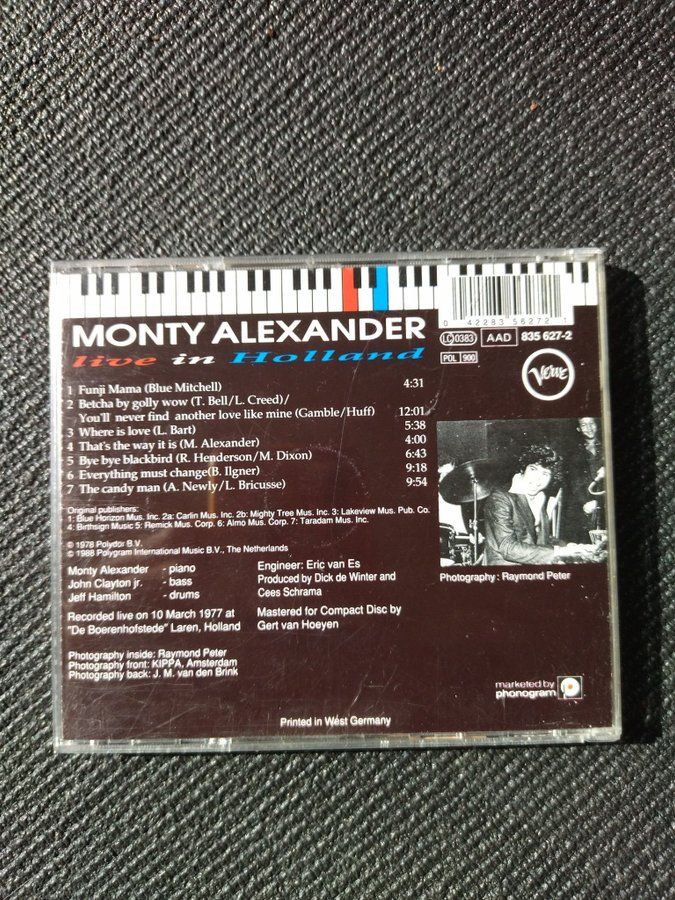 0 42283 56272 1
MONTY ALEXANDER
live in Holland
LC 0383 AAD 835 627-2
POL 900
VERVE
1 Funji Mama (Blue Mitchell) 4:31
2 Betcha by golly wow (T. Bell/L. Creed)/
You'll never find another love like mine (Gamble/Huff) 12:01
3 Where is love (L. Bart) 5:38
4 That's the way it is (M. Alexander) 4:00
5 Bye bye blackbird (R. Henderson/M. Dixon) 6:43
6 Everything must change(B. Ilgner) 9:18
7 The candy man (A. Newly/L. Bricusse) 9:54
Original publishers:
1: Blue Horizon Mus. Inc. 2a: Carlin Mus. Inc. 2b: Mighty Tree Mus. Inc. 3: Lakeview Mus. Pub. Co.
4: Birthsign Music 5: Remick Mus. Corp. 6: Almo Mus. Corp. 7: Taradam Mus. Inc.
℗ 1978 Polydor B.V.
© 1988 Polygram International Music B.V., The Netherlands
Monty Alexander - piano
John Clayton jr. - bass
Jeff Hamilton - drums
Engineer: Eric van Es
Produced by Dick de Winter and
Cees Schrama
Recorded live on 10 March 1977 at
"De Boerenhofstede" Laren, Holland
Mastered for Compact Disc by
Gert van Hoeyen
Photography : Raymond Peter
Photography inside: Raymond Peter
Photography front: KIPPA, Amsterdam
Photography back: J. M. van den Brink
marketed by
phonogram
Printed in West Germany